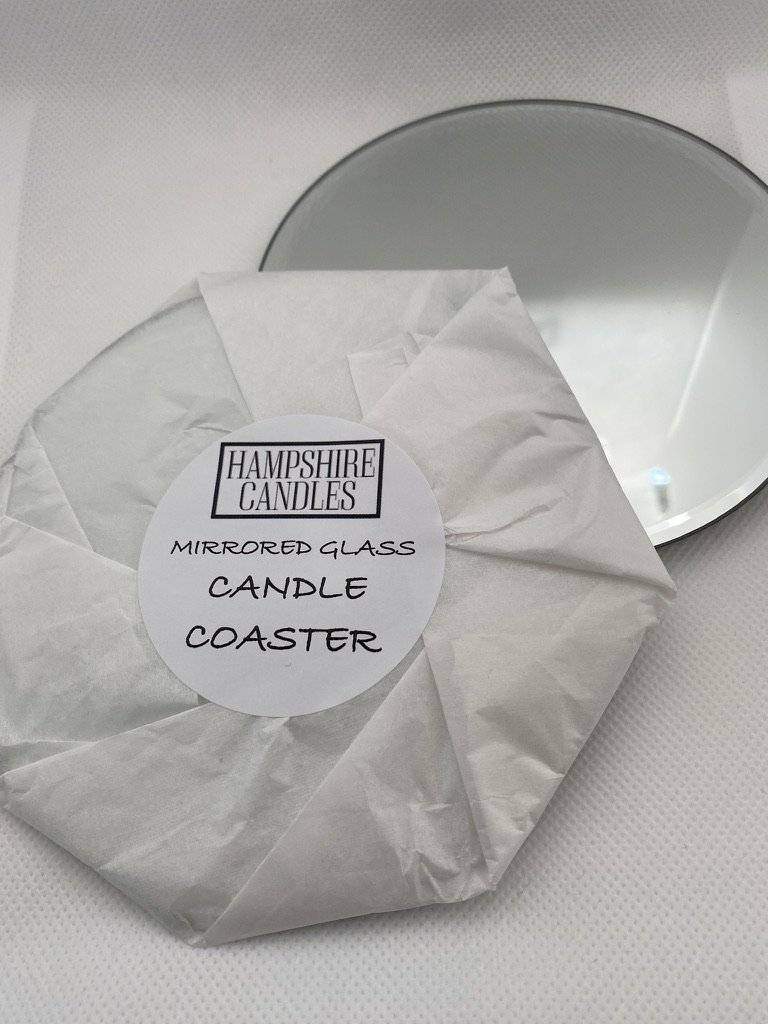 HAMPSHIRE
CANDLES
MIRRORED GLASS
CANDLE
COASTER